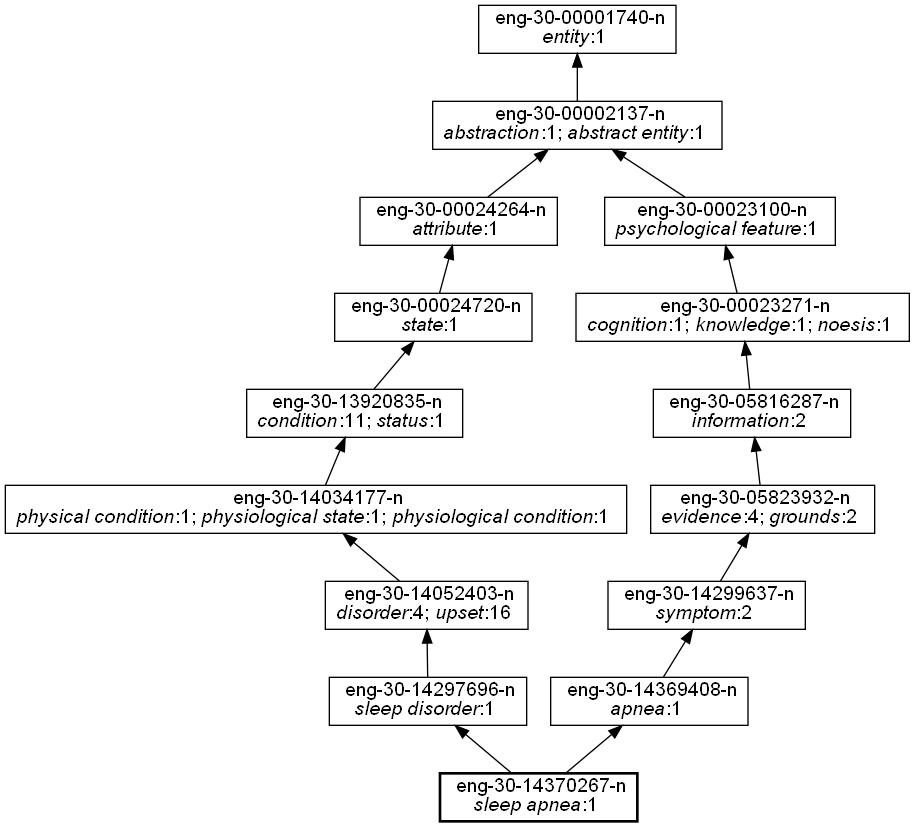 eng-30-00001740-n
entity:1
eng-30-00002137-n
abstraction:1; abstract entity:1
eng-30-00024264-n
attribute:1
eng-30-00023100-n
psychological feature:1
eng-30-00024720-n
state:1
eng-30-00023271-n
cognition:1; knowledge:1; noesis:1
eng-30-13920835-n
condition:11; status:1
eng-30-05816287-n
information:2
eng-30-14034177-n
physical condition:1; physiological state:1; physiological condition:1
eng-30-05823932-n
evidence:4; grounds:2
eng-30-14052403-n
disorder:4; upset:16
eng-30-14299637-n
symptom:2
eng-30-14297696-n
sleep disorder:1
eng-30-14369408-n
apnea:1
eng-30-14370267-n
sleep apnea:1